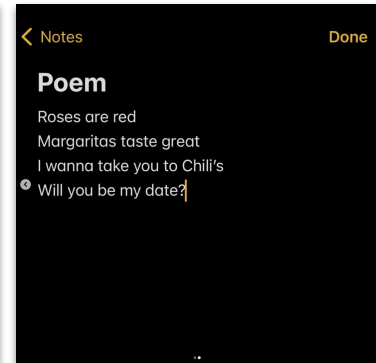 Notes
Done
Poem
Roses are red
Margaritas taste great
I wanna take you to Chili's
Will you be my date?